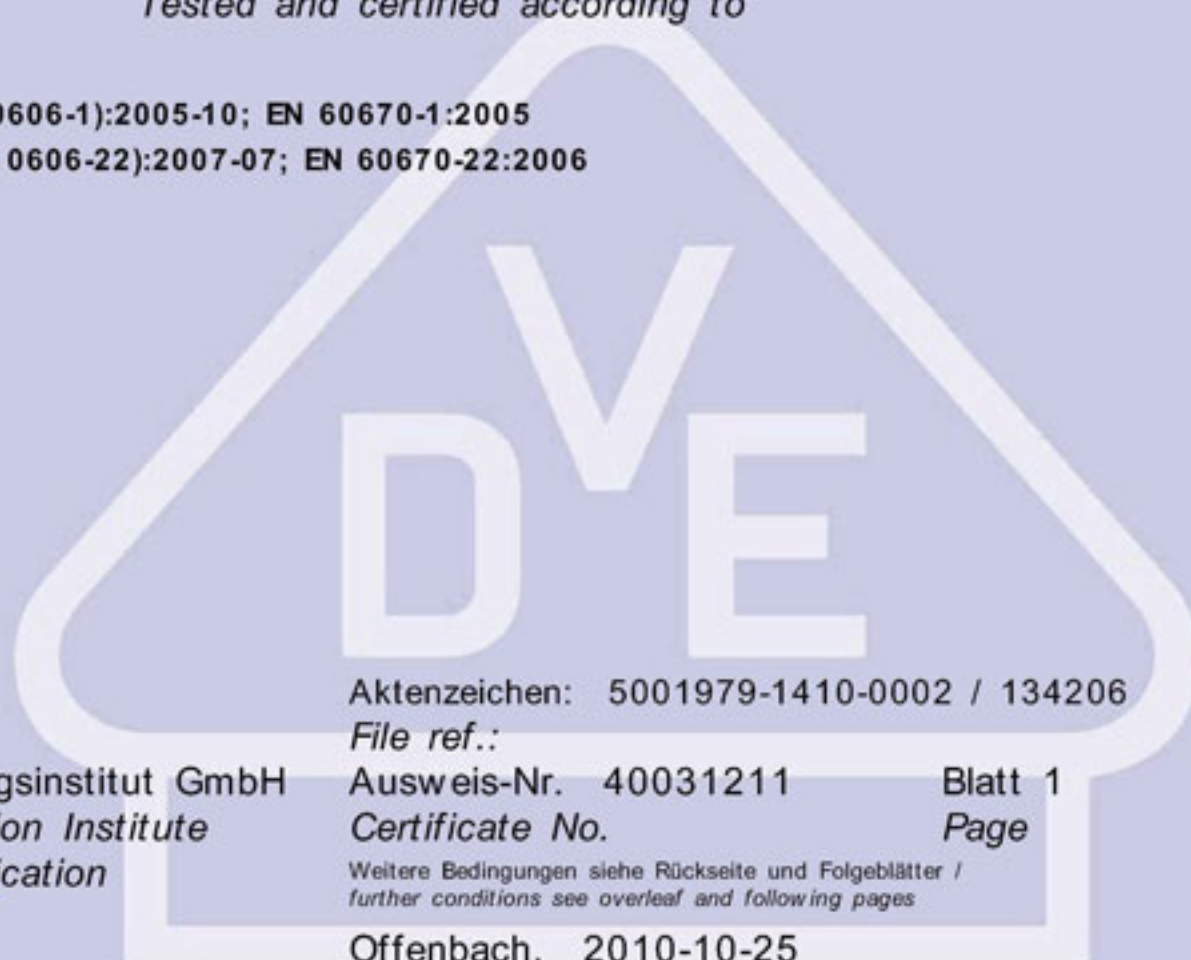 Tested and certified according to
0606-1):2005-10; EN 60670-1:2005
0606-22):2007-07; EN 60670-22:2006
V
D E
Aktenzeichen: 5001979-1410-0002 / 134206
File ref.:
gsinstitut GmbH Ausweis-Nr. 40031211 Blatt 1
ion Institute Certificate No. Page
ication Weitere Bedingungen siehe Rückseite und Folgeblätter /
further conditions see overleaf and following pages
Offenbach, 2010-10-25